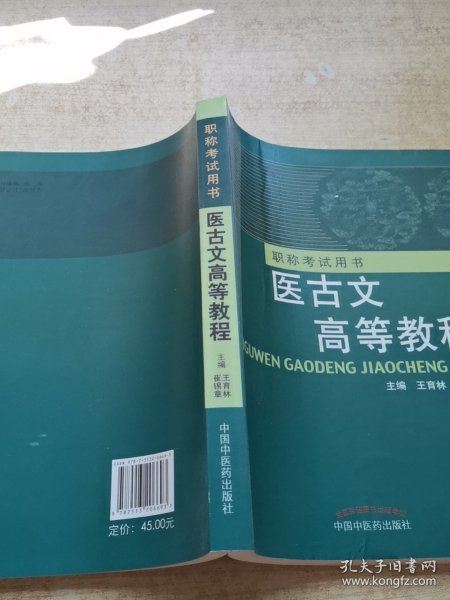 职称考试用书
医古文高等教程
主编
王育林
崔锡章
中国中医药出版社
职称考试用书
医古文
高等教程
GUWEN GAODENG JIAOCHENG
主编 王育林
中国中医药出版社
定价：45.00元
孔夫子旧书网
www.kongfz.com